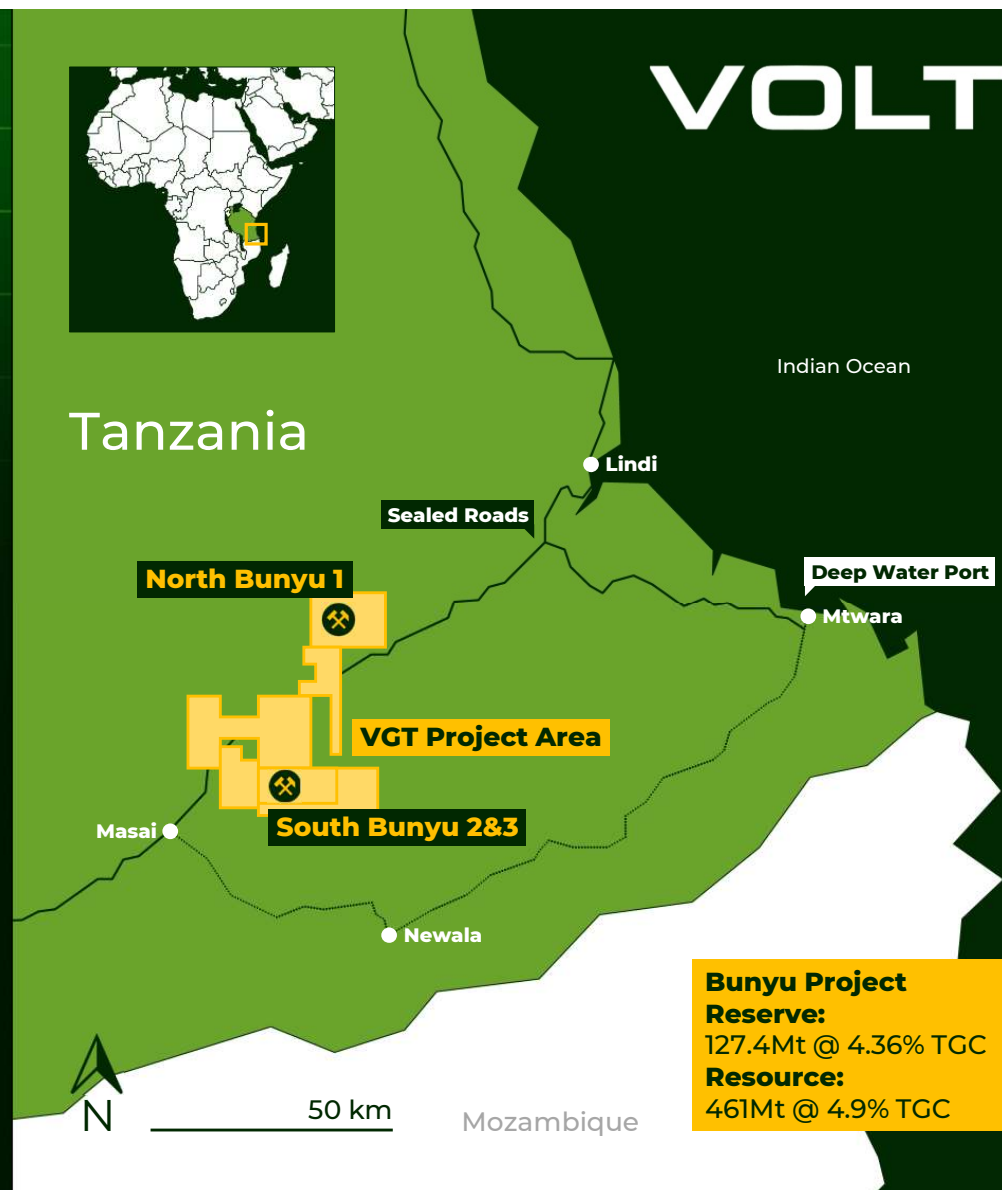 VOLT
Indian Ocean
Tanzania
Lindi
Sealed Roads
North Bunyu 1
Deep Water Port
Mtwara
VGT Project Area
South Bunyu 2&3
Masai
Newala
Bunyu Project
Reserve:
127.4Mt @ 4.36% TGC
Resource:
461Mt @ 4.9% TGC
N
50 km
Mozambique